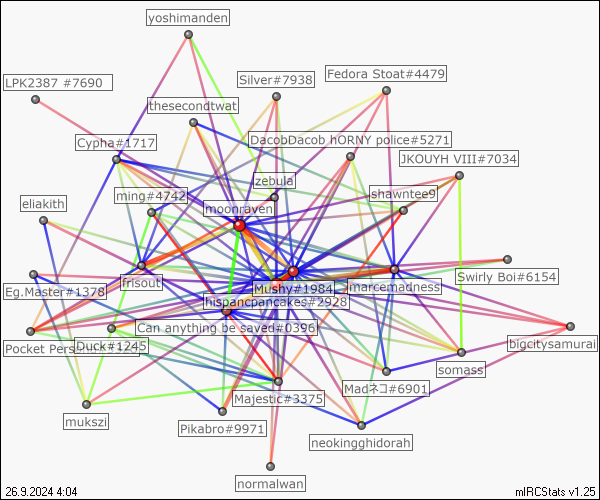 yoshimanden
Silver#7938
Fedora Stoat#4479
LPK2387 #7690
thesecondtwat
Cypha#1717
DacobDacob hORNY police#5271
JKOUYH VIII#7034
zebula
ming#4742
shawntee9
eliakith
moonraven
frisout
Swirly Boi#6154
Mushy#1984
marcemadness
Eg.Master#1378
hispancpancakes#2928
Can anything be saved#0396
bigcitysamurai
Pocket Pers
Duck#1245
somass
Madネコ#6901
Majestic#3375
mukszi
Pikabro#9971
neokingghidorah
normalwan
26.9.2024 4:04
mIRCStats v1.25